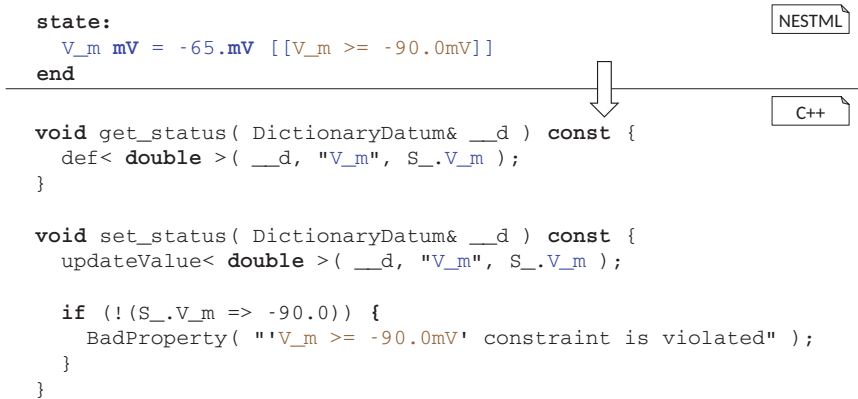 state:
NESTML
V_m mV = -65.mV [[V_m >= -90.0mV]]
end
C++
void get_status( DictionaryDatum& __d ) const {
def< double >( __d, "V_m", S_.V_m );
}
void set_status( DictionaryDatum& __d ) const {
updateValue< double >( __d, "V_m", S_.V_m );
if (!(S_.V_m => -90.0)) {
BadProperty( "'V_m >= -90.0mV' constraint is violated" );
}
}